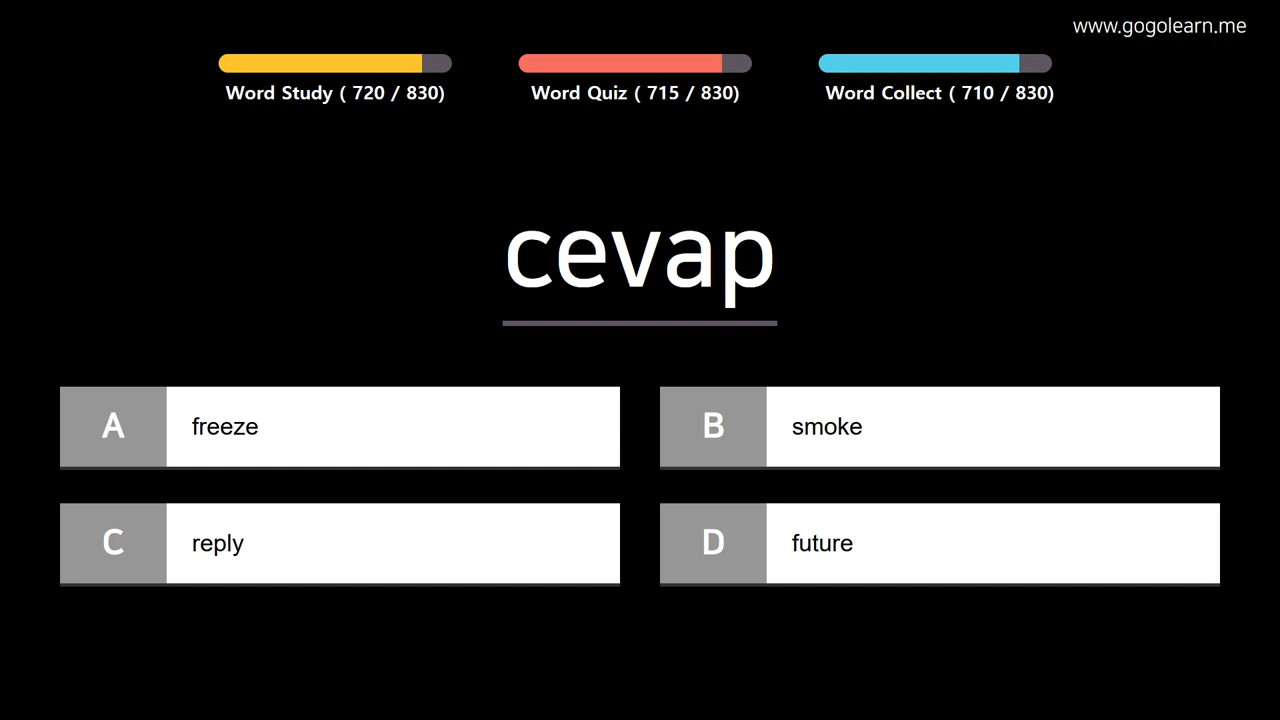 www.gogolearn.me
Word Study ( 720 / 830)
Word Quiz ( 715 / 830)
Word Collect ( 710 / 830)
cevap
A freeze
B smoke
C reply
D future